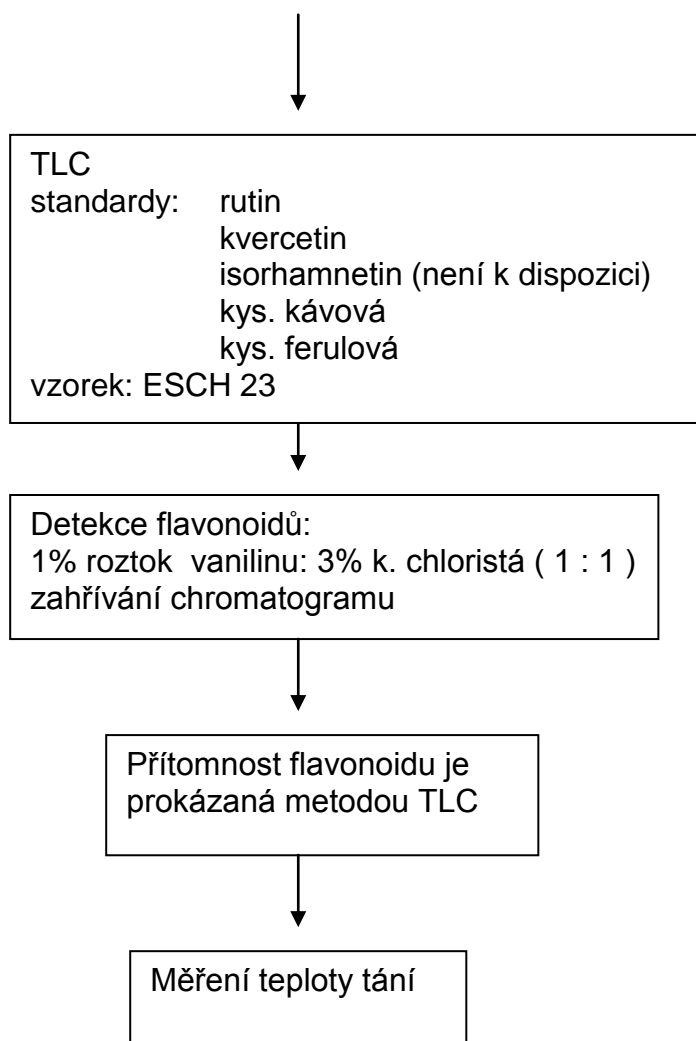 TLC
standardy: rutin
kvercetin
isorhamnetin (není k dispozici)
kys. kávová
kys. ferulová
vzorek: ESCH 23
Detekce flavonoidů:
1% roztok vanilinu: 3% k. chloristá ( 1 : 1 )
zahřívání chromatogramu
Přítomnost flavonoidu je
prokázaná metodou TLC
Měření teploty tání